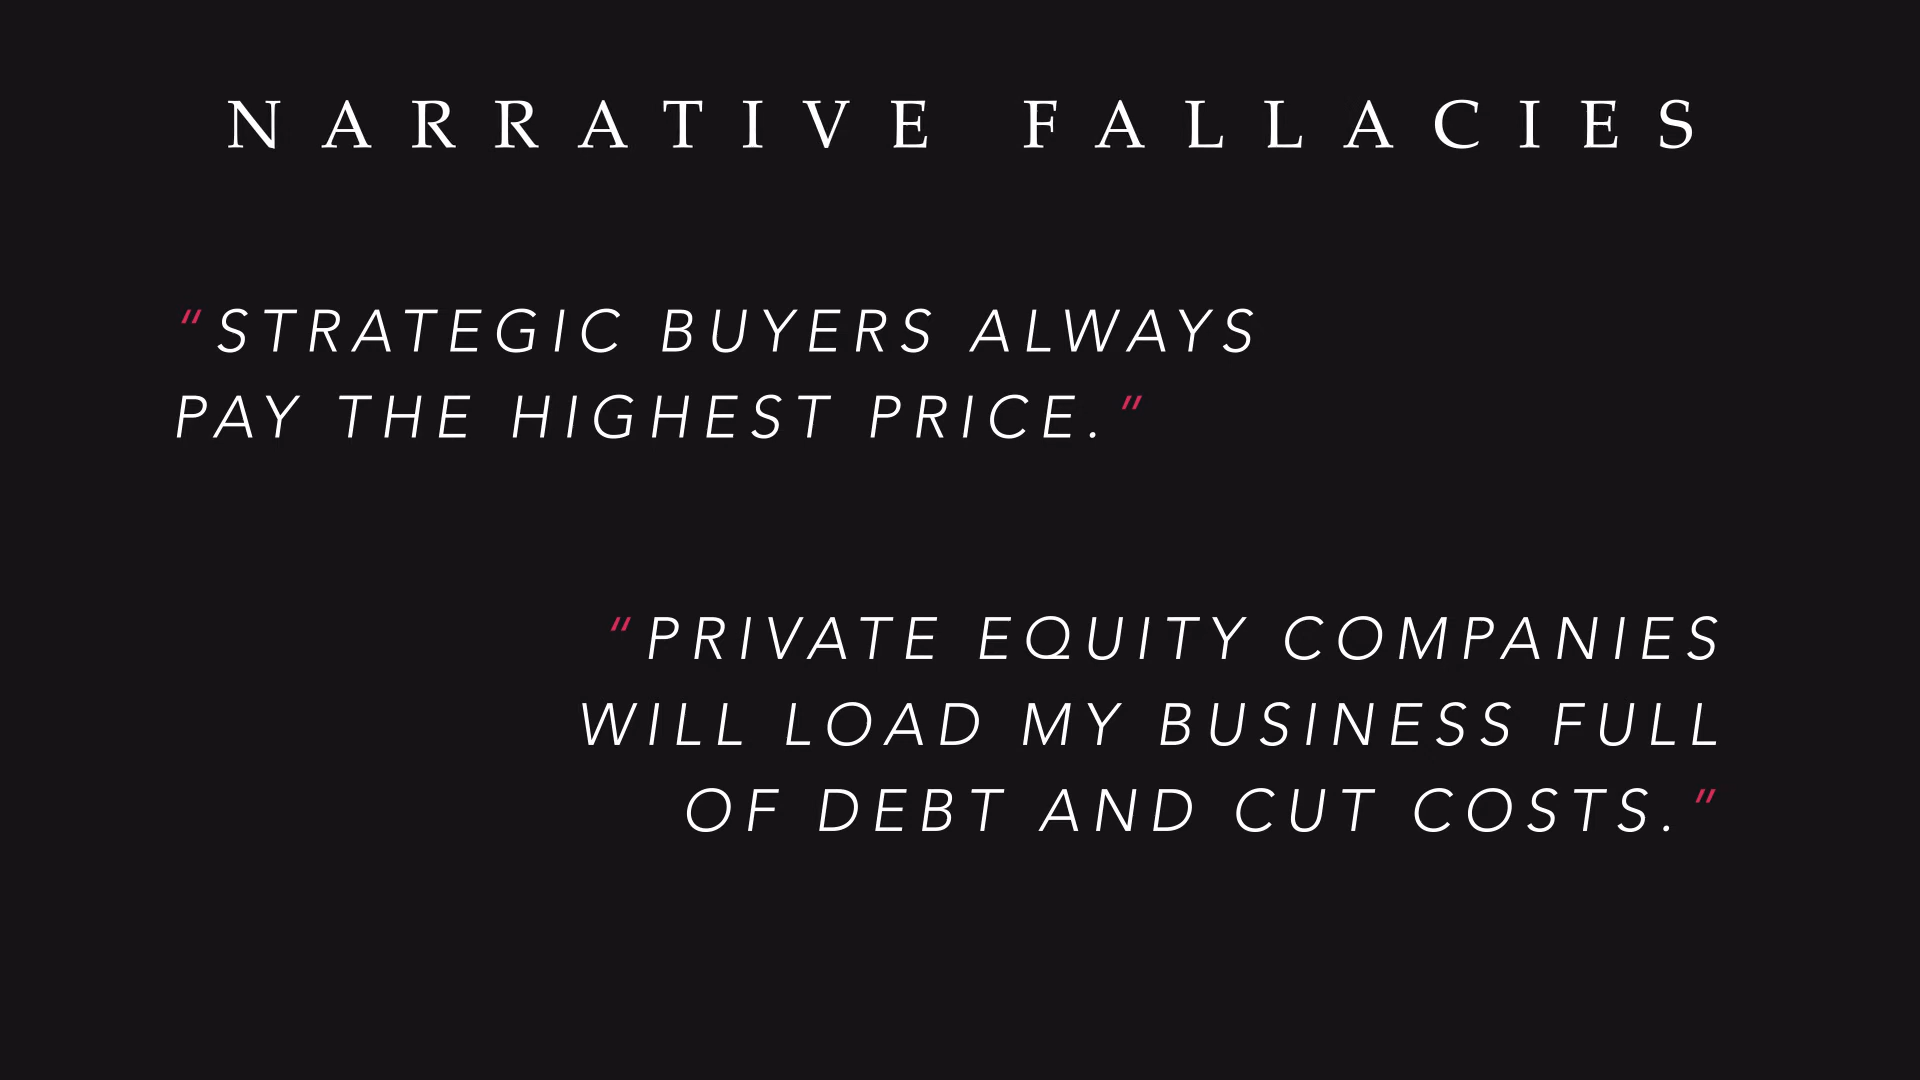 NARRATIVE FALLACIES
“STRATEGIC BUYERS ALWAYS
PAY THE HIGHEST PRICE.”
“PRIVATE EQUITY COMPANIES
WILL LOAD MY BUSINESS FULL
OF DEBT AND CUT COSTS.”